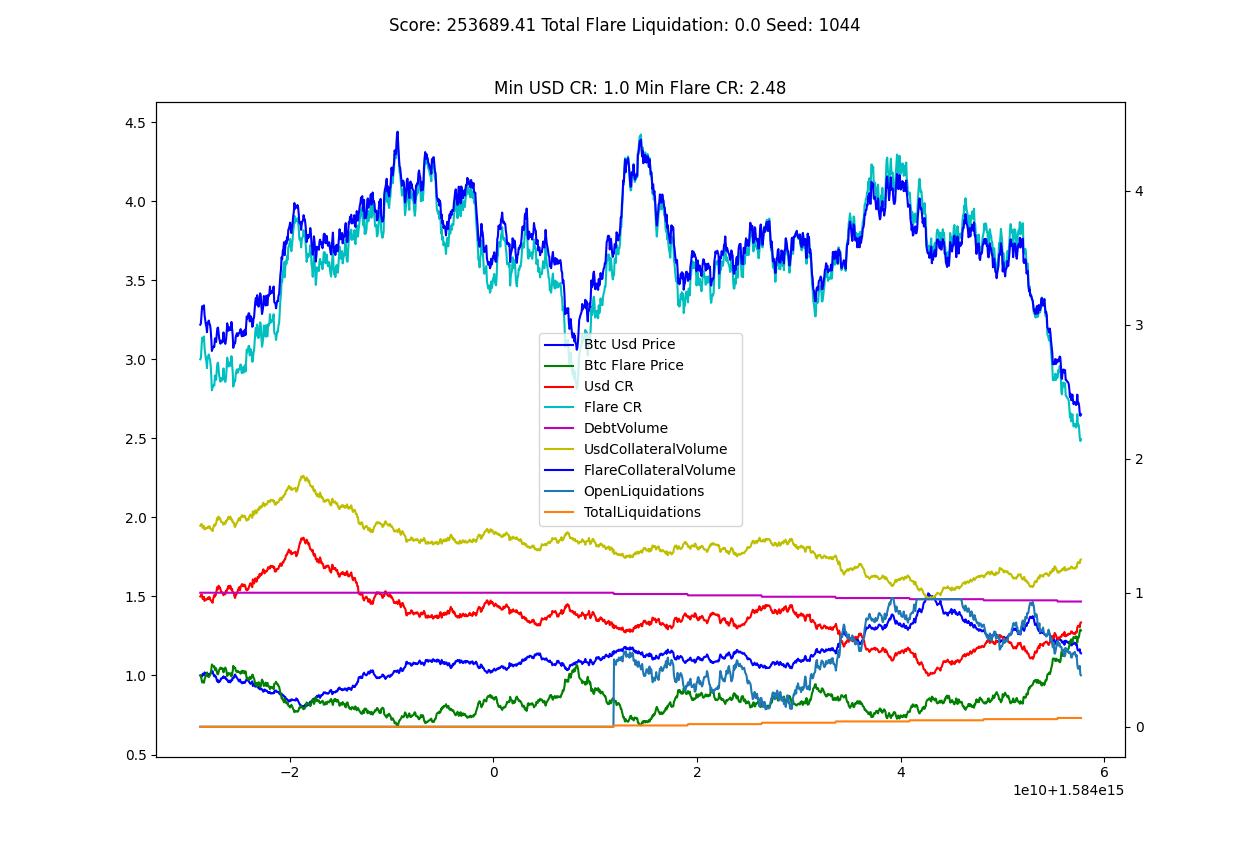 Score: 253689.41 Total Flare Liquidation: 0.0 Seed: 1044
Min USD CR: 1.0 Min Flare CR: 2.48
4.5
4.0
3.5
3.0
2.5
2.0
1.5
1.0
0.5
4
3
2
1
0
Btc Usd Price
Btc Flare Price
Usd CR
Flare CR
DebtVolume
UsdCollateralVolume
FlareCollateralVolume
OpenLiquidations
TotalLiquidations
−2 0 2 4 6
1e10+1.584e15